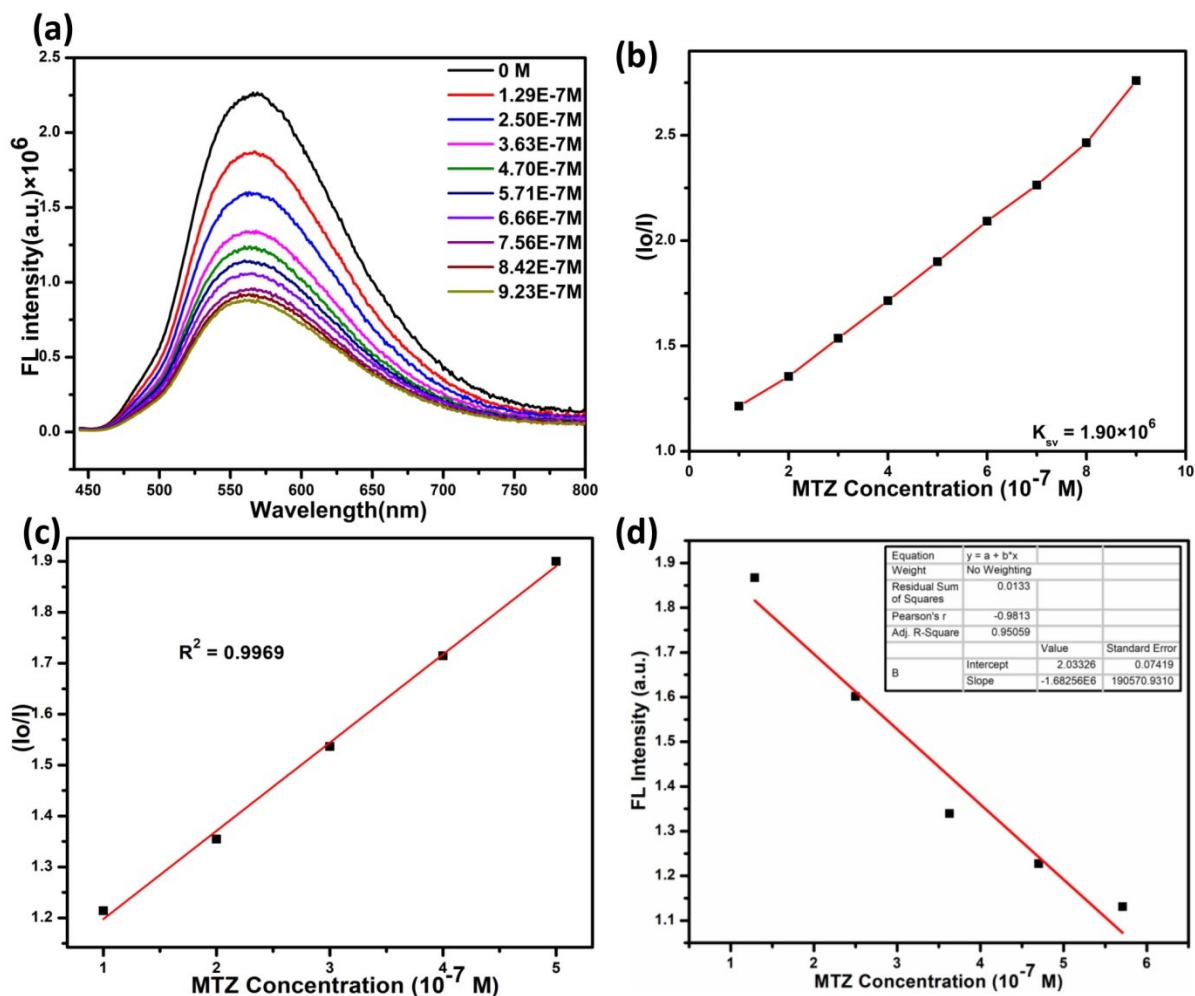 (a)
2.5
2.0
1.5
1.0
0.5
0.0
FL intensity(a.u.)×10⁶
450 500 550 600 650 700 750 800
Wavelength(nm)
0 M
1.29E-7M
2.50E-7M
3.63E-7M
4.70E-7M
5.71E-7M
6.66E-7M
7.56E-7M
8.42E-7M
9.23E-7M
(b)
2.5
2.0
1.5
1.0
(Io/I)
K_sv = 1.90×10⁶
0 2 4 6 8 10
MTZ Concentration (10⁻⁷ M)
(c)
1.9
1.8
1.7
1.6
1.5
1.4
1.3
1.2
(Io/I)
R² = 0.9969
1 2 3 4 5
MTZ Concentration (10⁻⁷ M)
(d)
1.9
1.8
1.7
1.6
1.5
1.4
1.3
1.2
1.1
FL Intensity (a.u.)
Equation y = a + b*x
Weight No Weighting
Residual Sum
of Squares 0.0133
Pearson's r -0.9813
Adj. R-Square 0.95059
Value Standard Error
B Intercept 2.03326 0.07419
Slope -1.68256E6 190570.9310
1 2 3 4 5 6
MTZ Concentration (10⁻⁷ M)